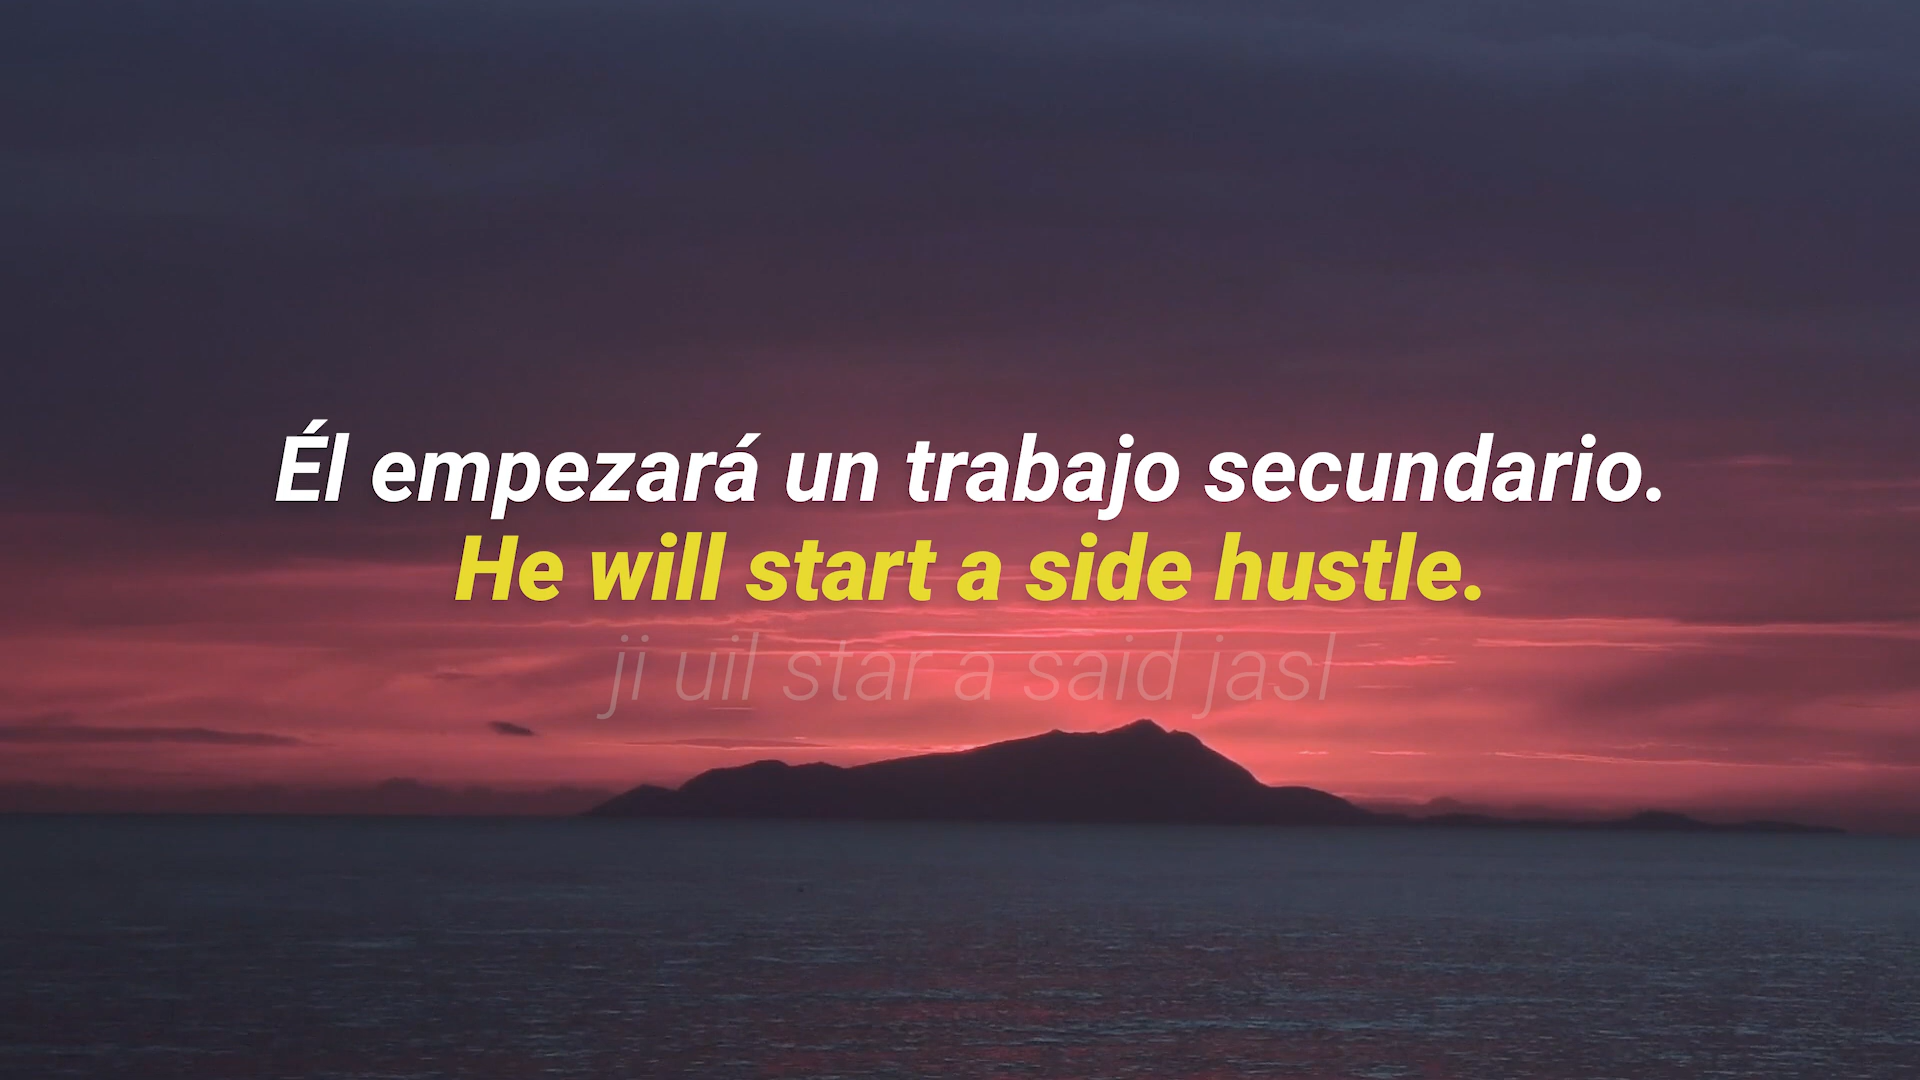 Él empezará un trabajo secundario.
He will start a side hustle.
ji uil star a said jasl